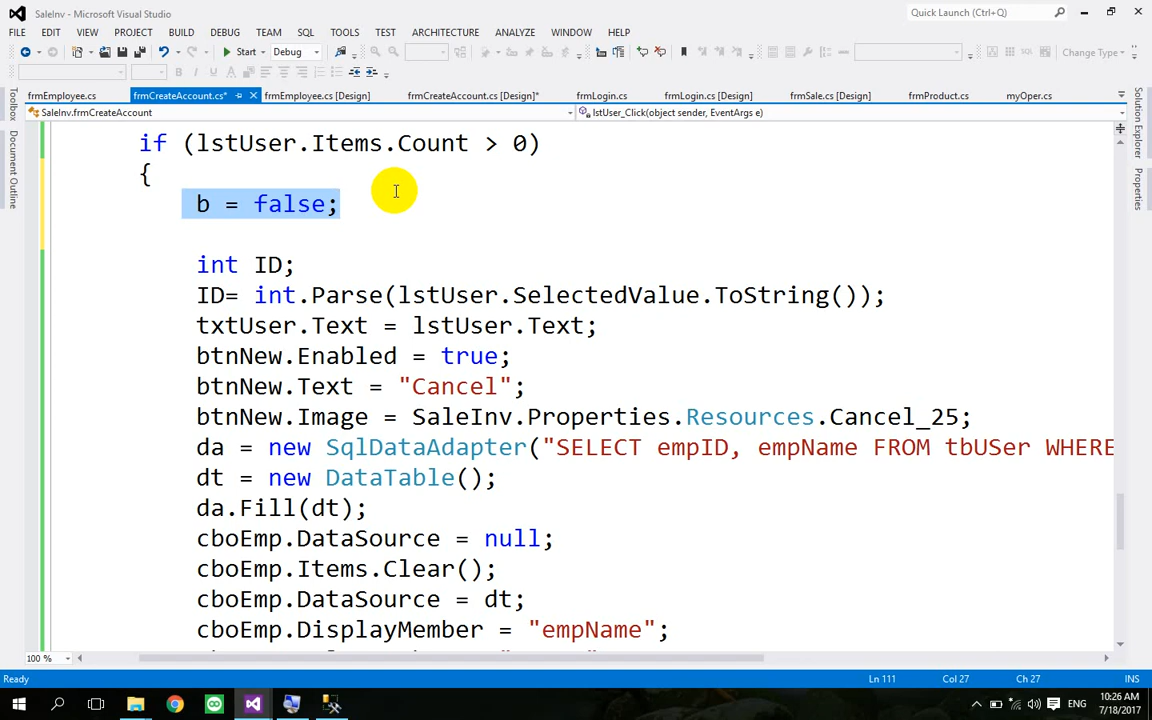 SaleInv - Microsoft Visual Studio
Quick Launch (Ctrl+Q)
FILE EDIT VIEW PROJECT BUILD DEBUG TEAM SQL TOOLS TEST ARCHITECTURE ANALYZE WINDOW HELP
Start Debug Change Type
B I U A
Toolbox
Document Outline
Solution Explorer
Properties
frmEmployee.cs frmCreateAccount.cs* frmEmployee.cs [Design] frmCreateAccount.cs [Design]* frmLogin.cs frmLogin.cs [Design] frmSale.cs [Design] frmProduct.cs myOper.cs
SaleInv.frmCreateAccount lstUser_Click(object sender, EventArgs e)
if (lstUser.Items.Count > 0)
{
b = false;
int ID;
ID= int.Parse(lstUser.SelectedValue.ToString());
txtUser.Text = lstUser.Text;
btnNew.Enabled = true;
btnNew.Text = "Cancel";
btnNew.Image = SaleInv.Properties.Resources.Cancel_25;
da = new SqlDataAdapter("SELECT empID, empName FROM tbUSer WHERE
dt = new DataTable();
da.Fill(dt);
cboEmp.DataSource = null;
cboEmp.Items.Clear();
cboEmp.DataSource = dt;
cboEmp.DisplayMember = "empName";
100 %
Ready Ln 111 Col 27 Ch 27 INS
ENG
10:26 AM
7/18/2017